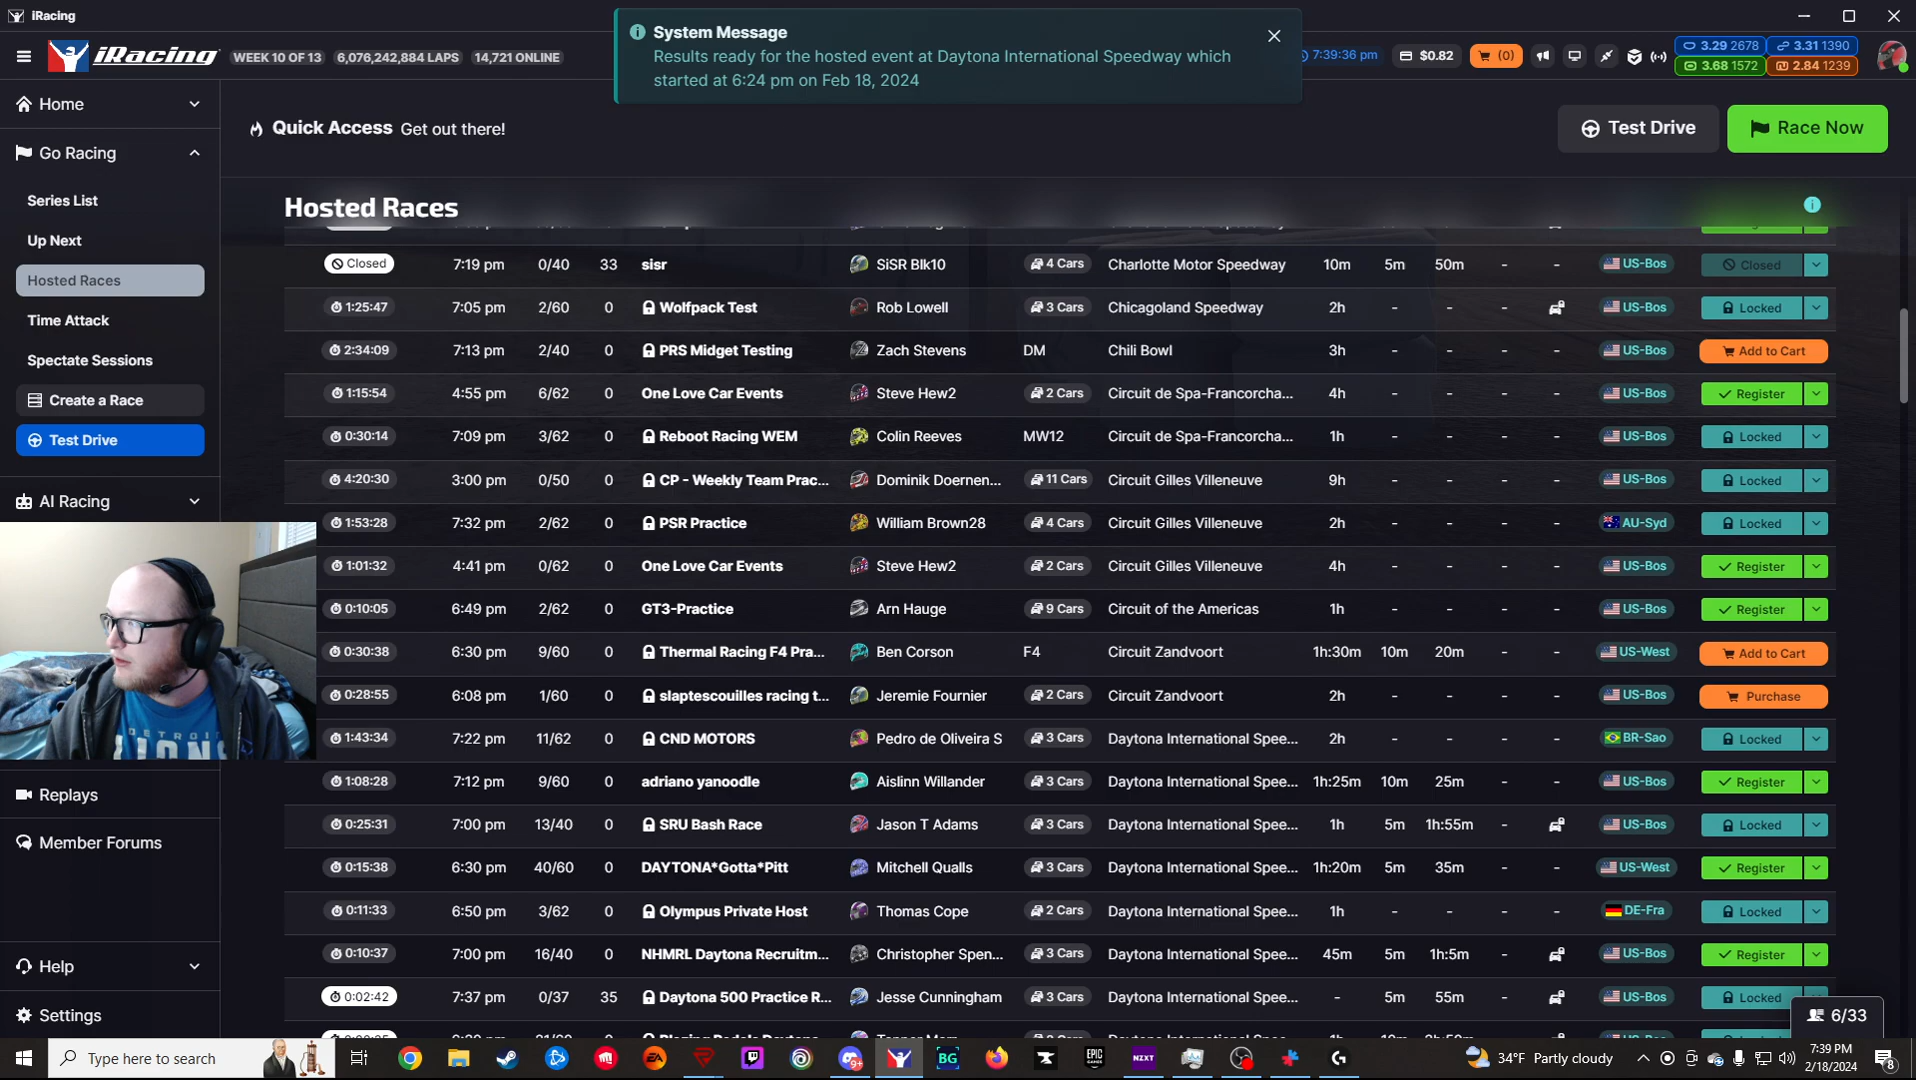 iRacing
System Message
Results ready for the hosted event at Daytona International Speedway which
started at 6:24 pm on Feb 18, 2024
iRacing WEEK 10 OF 13 6,076,242,884 LAPS 14,721 ONLINE
7:39:36 pm $0.82 (0) 3.29 2678 3.31 1390
3.68 1572 2.84 1239
Home
Go Racing
Series List
Up Next
Hosted Races
Time Attack
Spectate Sessions
Create a Race
Test Drive
AI Racing
Replays
Member Forums
Help
Settings
Quick Access Get out there!
Test Drive
Race Now
Hosted Races
Closed 7:19 pm 0/40 33 sisr SiSR Blk10 4 Cars Charlotte Motor Speedway 10m 5m 50m - - US-Bos Closed
1:25:47 7:05 pm 2/60 0 Wolfpack Test Rob Lowell 3 Cars Chicagoland Speedway 2h - - - US-Bos Locked
2:34:09 7:13 pm 2/40 0 PRS Midget Testing Zach Stevens DM Chili Bowl 3h - - - - US-Bos Add to Cart
1:15:54 4:55 pm 6/62 0 One Love Car Events Steve Hew2 2 Cars Circuit de Spa-Francorcha... 4h - - - - US-Bos Register
0:30:14 7:09 pm 3/62 0 Reboot Racing WEM Colin Reeves MW12 Circuit de Spa-Francorcha... 1h - - - - US-Bos Locked
4:20:30 3:00 pm 0/50 0 CP - Weekly Team Prac... Dominik Doernen... 11 Cars Circuit Gilles Villeneuve 9h - - - - US-Bos Locked
1:53:28 7:32 pm 2/62 0 PSR Practice William Brown28 4 Cars Circuit Gilles Villeneuve 2h - - - - AU-Syd Locked
1:01:32 4:41 pm 0/62 0 One Love Car Events Steve Hew2 2 Cars Circuit Gilles Villeneuve 4h - - - - US-Bos Register
0:10:05 6:49 pm 2/62 0 GT3-Practice Arn Hauge 9 Cars Circuit of the Americas 1h - - - - US-Bos Register
0:30:38 6:30 pm 9/60 0 Thermal Racing F4 Pra... Ben Corson F4 Circuit Zandvoort 1h:30m 10m 20m - - US-West Add to Cart
0:28:55 6:08 pm 1/60 0 slaptescouilles racing t... Jeremie Fournier 2 Cars Circuit Zandvoort 2h - - - - US-Bos Purchase
1:43:34 7:22 pm 11/62 0 CND MOTORS Pedro de Oliveira S 3 Cars Daytona International Spee... 2h - - - - BR-Sao Locked
1:08:28 7:12 pm 9/60 0 adriano yanoodle Aislinn Willander 3 Cars Daytona International Spee... 1h:25m 10m 25m - - US-Bos Register
0:25:31 7:00 pm 13/40 0 SRU Bash Race Jason T Adams 3 Cars Daytona International Spee... 1h 5m 1h:55m - US-Bos Locked
0:15:38 6:30 pm 40/60 0 DAYTONA*Gotta*Pitt Mitchell Qualls 3 Cars Daytona International Spee... 1h:20m 5m 35m - - US-West Register
0:11:33 6:50 pm 3/62 0 Olympus Private Host Thomas Cope 2 Cars Daytona International Spee... 1h - - - - DE-Fra Locked
0:10:37 7:00 pm 16/40 0 NHMRL Daytona Recruitm... Christopher Spen... 3 Cars Daytona International Spee... 45m 5m 1h:5m - US-Bos Register
0:02:42 7:37 pm 0/37 35 Daytona 500 Practice R... Jesse Cunningham 3 Cars Daytona International Spee... - 5m 55m - US-Bos Locked
6/33
DETROIT
LIONS
Type here to search
EA
BG
EPIC
GAMES
NZXT
34°F Partly cloudy
7:39 PM
2/18/2024
8